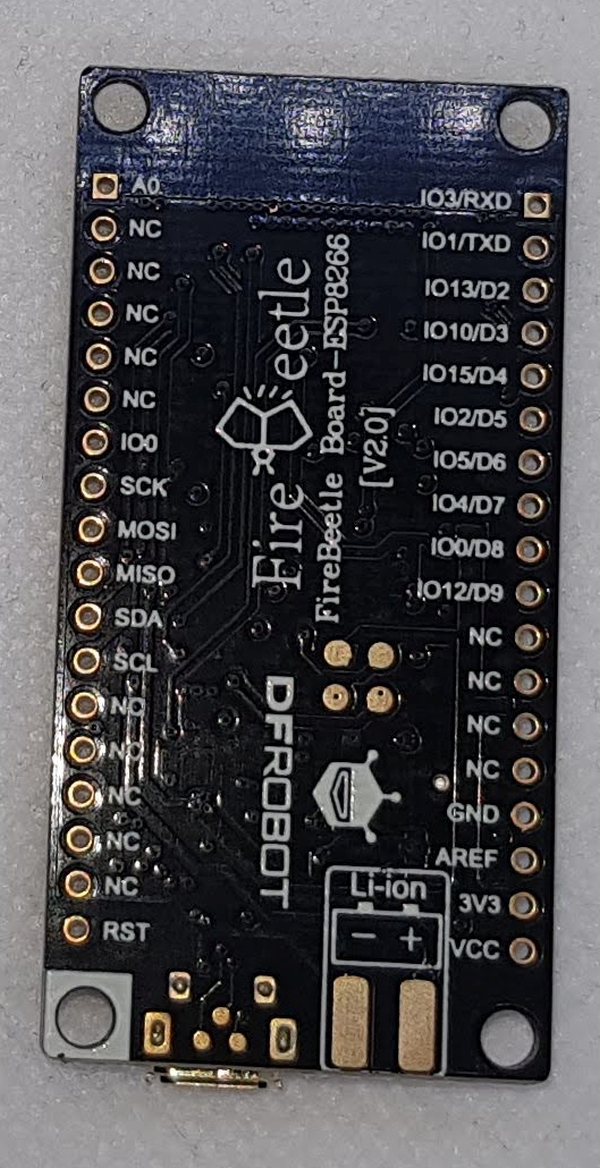 A0
NC
NC
NC
NC
NC
IO0
SCK
MOSI
MISO
SDA
SCL
NC
NC
NC
NC
NC
RST
Fire eetle
FireBeetle Board-ESP8266
[V2.0]
DFROBOT
IO3/RXD
IO1/TXD
IO13/D2
IO10/D3
IO15/D4
IO2/D5
IO5/D6
IO4/D7
IO0/D8
IO12/D9
NC
NC
NC
NC
GND
AREF
3V3
VCC
Li-ion
- +